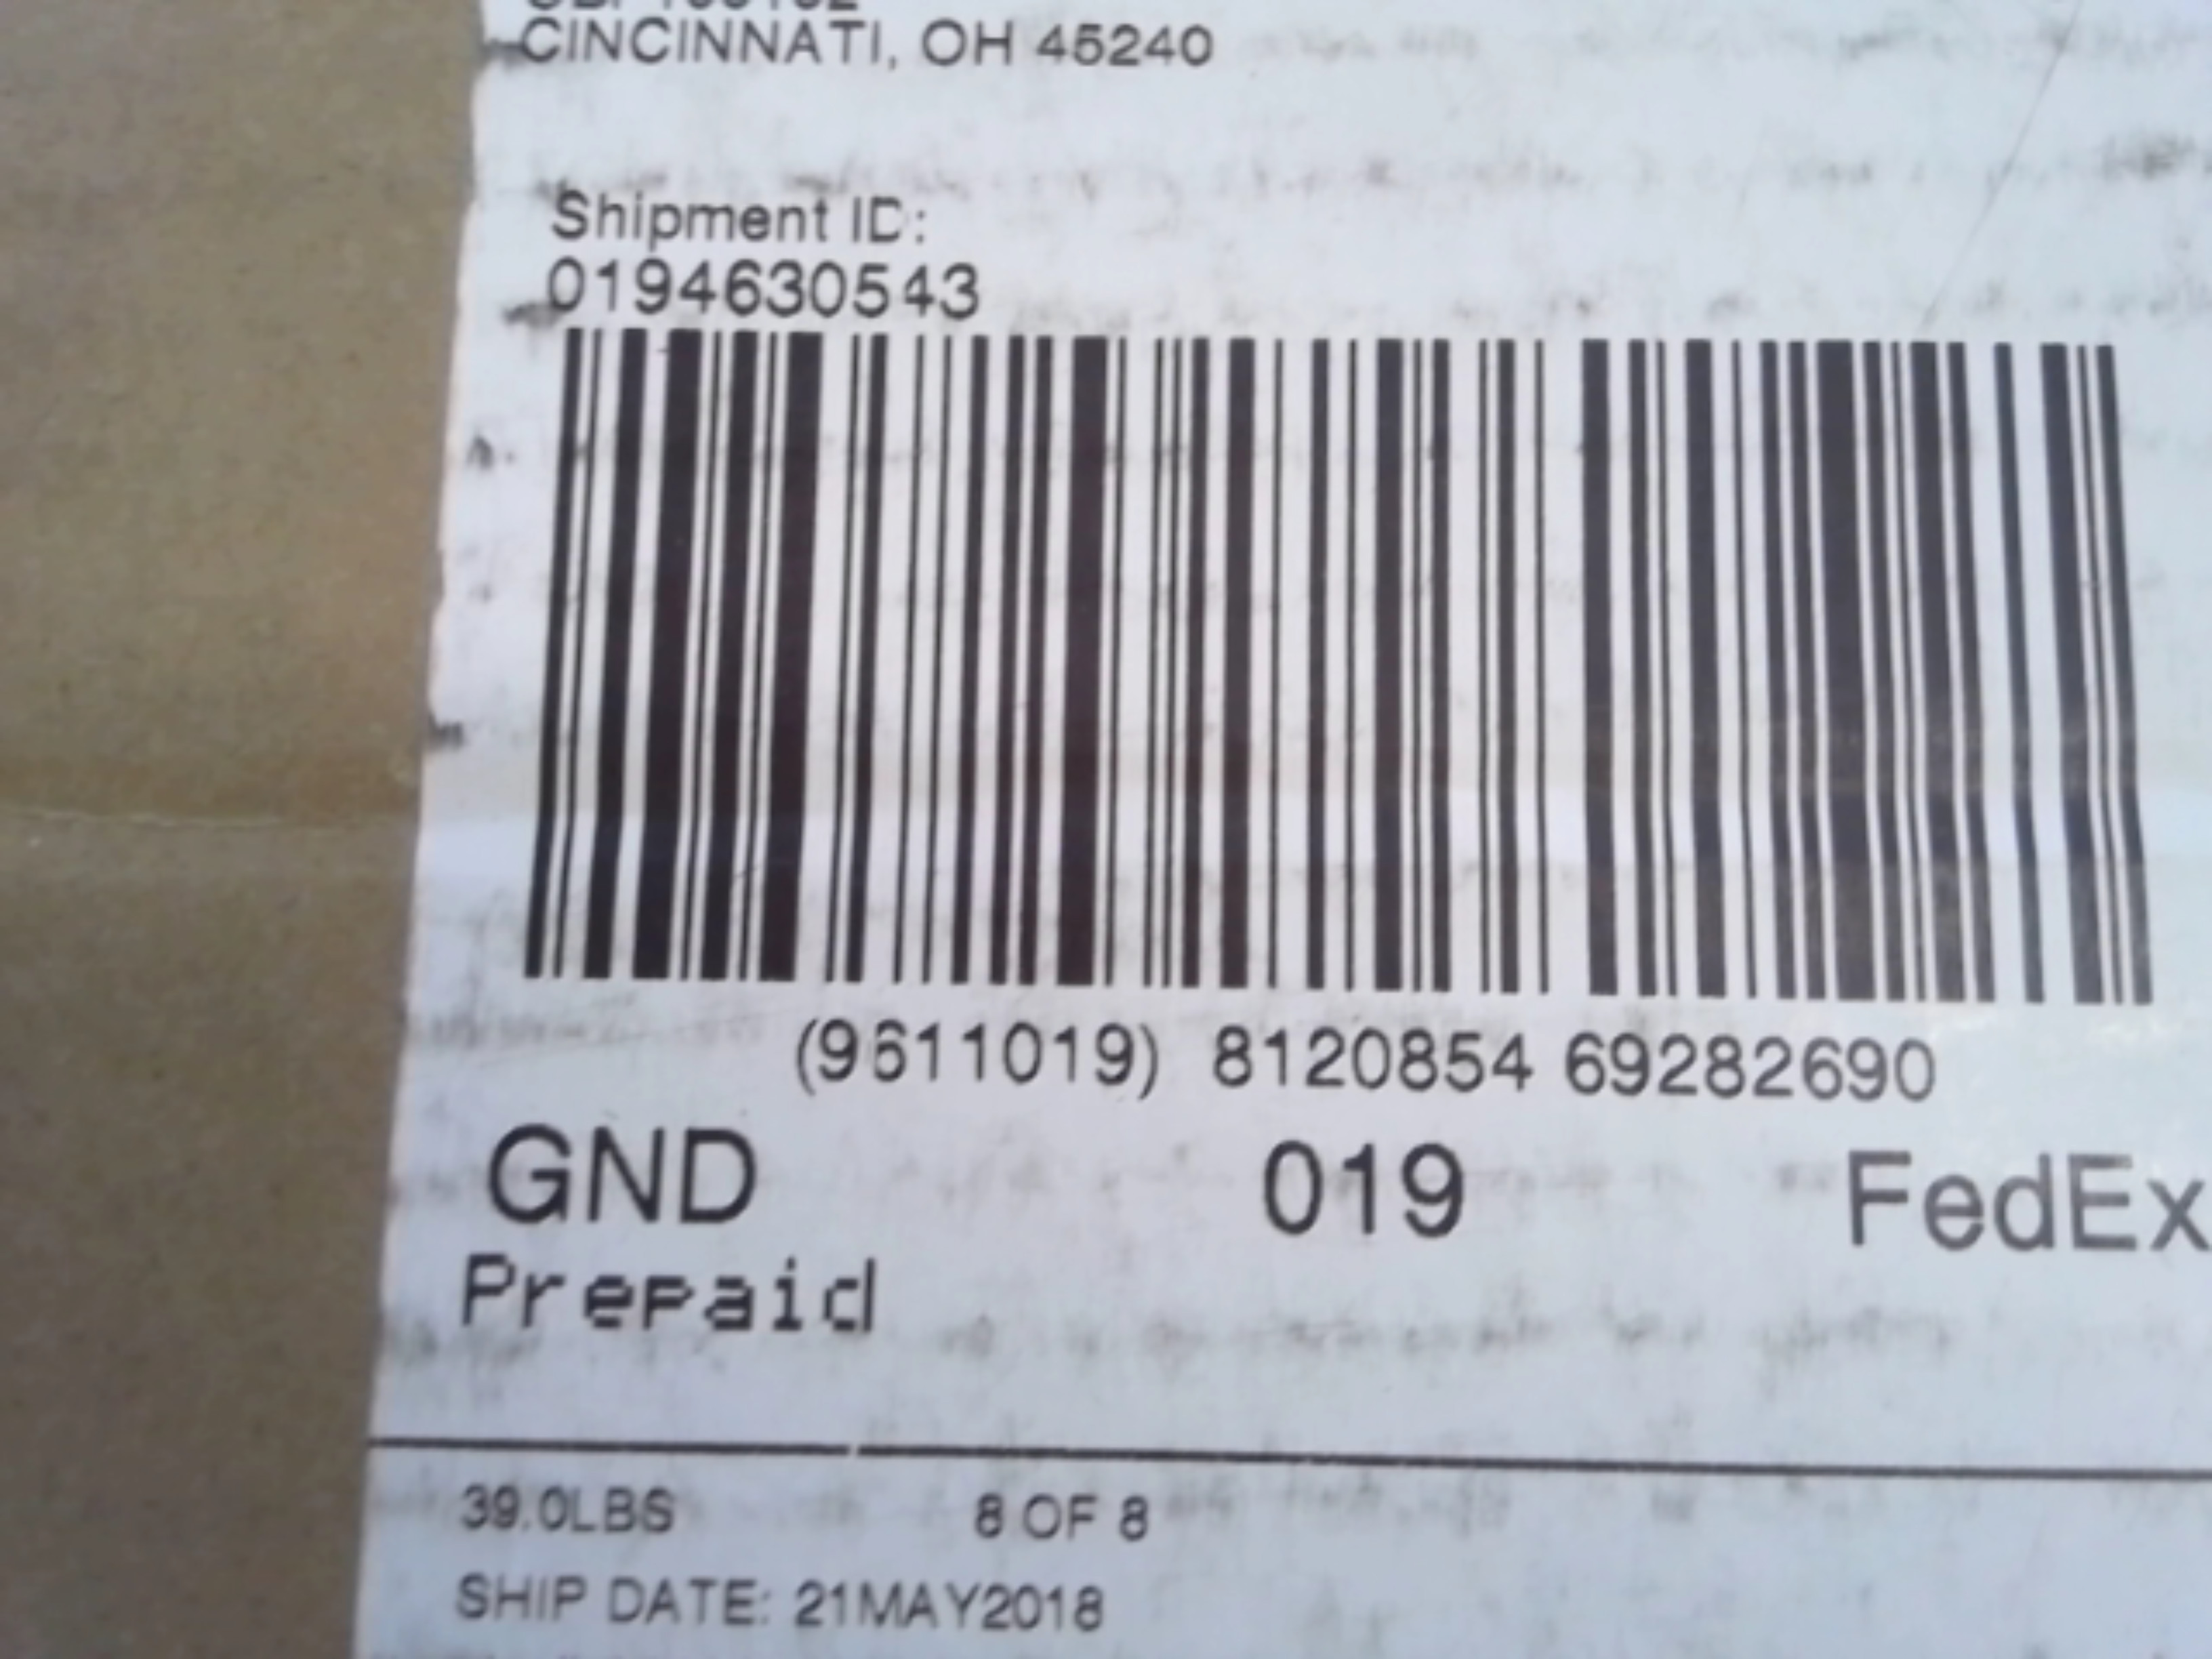 CINCINNATI, OH 45240
Shipment ID:
0194630543
(9611019) 8120854 69282690
GND 019 FedEx
Prepaid
39.0LBS 8 OF 8
SHIP DATE: 21MAY2018